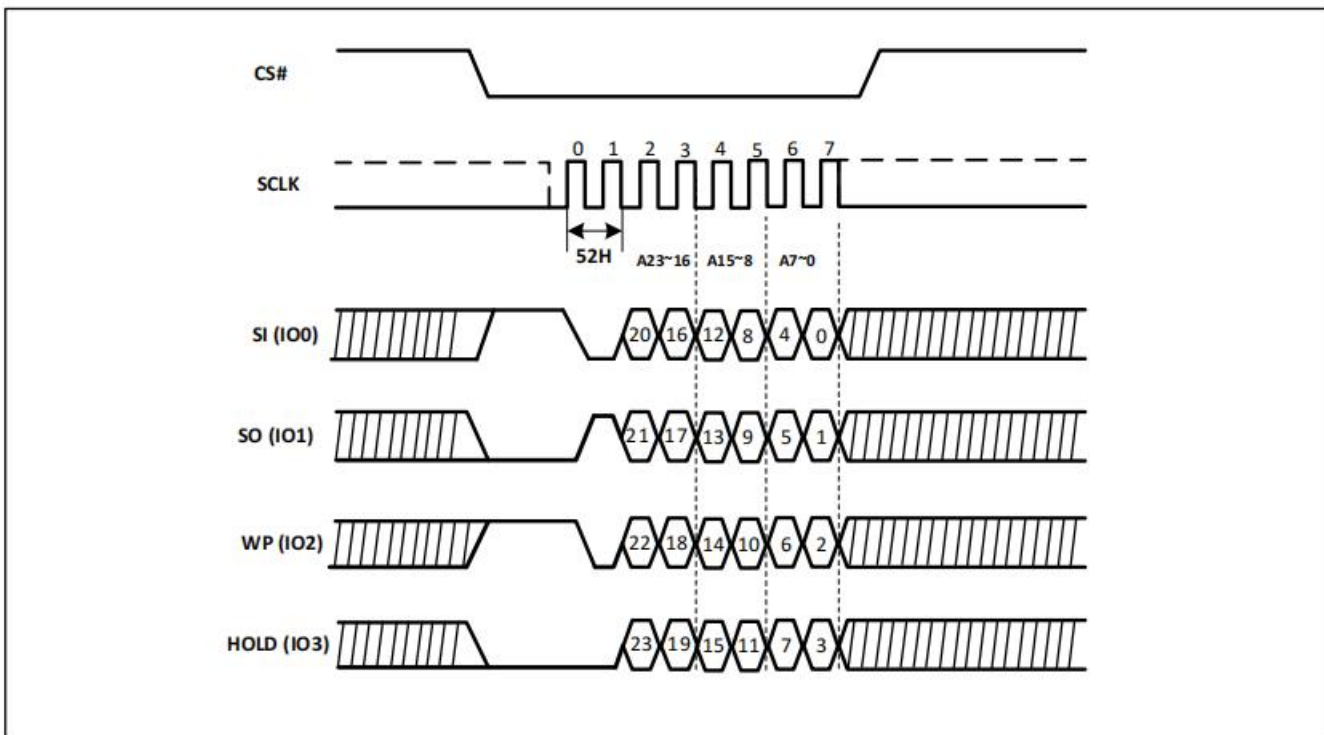 CS#
0 1 2 3 4 5 6 7
SCLK
52H A23~16 A15~8 A7~0
SI (IO0) 20 16 12 8 4 0
SO (IO1) 21 17 13 9 5 1
WP (IO2) 22 18 14 10 6 2
HOLD (IO3) 23 19 15 11 7 3